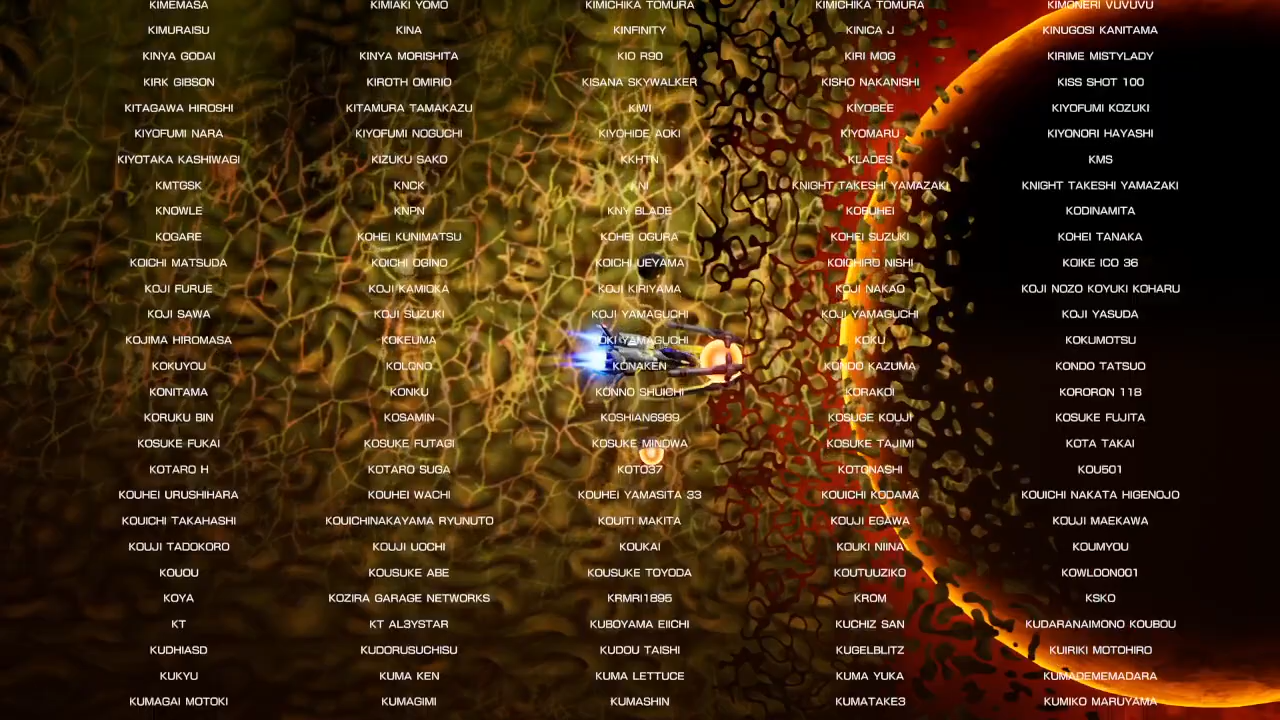 KIMEMASA KIMIAKI YOMO KIMICHIKA TOMURA KIMICHIKA TOMURA KIMONERI VUVUVU
KIMURAISU KINA KINFINITY KINICA J KINUGOSI KANITAMA
KINYA GODAI KINYA MORISHITA KIO R90 KIRI MOG KIRIME MISTYLADY
KIRK GIBSON KIROTH OMIRIO KISANA SKYWALKER KISHO NAKANISHI KISS SHOT 100
KITAGAWA HIROSHI KITAMURA TAMAKAZU KIWI KIYOBEE KIYOFUMI KOZUKI
KIYOFUMI NARA KIYOFUMI NOGUCHI KIYOHIDE AOKI KIYOMARU KIYONORI HAYASHI
KIYOTAKA KASHIWAGI KIZUKU SAKO KKHTN KLADES KMS
KMTGSK KNCK KNIGHT TAKESHI YAMAZAKI KNIGHT TAKESHI YAMAZAKI
KNOWLE KNPN KNY BLADE KOBUHEI KODINAMITA
KOGARE KOHEI KUNIMATSU KOHEI OGURA KOHEI SUZUKI KOHEI TANAKA
KOICHI MATSUDA KOICHI OGINO KOICHI UEYAMA KOICHIRO NISHI KOIKE ICO 36
KOJI FURUE KOJI KAMIOKA KOJI KIRIYAMA KOJI NAKAO KOJI NOZO KOYUKI KOHARU
KOJI SAWA KOJI SUZUKI KOJI YAMAGUCHI KOJI YAMAGUCHI KOJI YASUDA
KOJIMA HIROMASA KOKEUMA YAMAGUCHI KOKU KOKUMOTSU
KOKUYOU KOLONO KONAKEN KONDO KAZUMA KONDO TATSUO
KONITAMA KONKU KONNO SHUICHI KORAKOI KORORON 118
KORUKU BIN KOSAMIN KOSHIAN6989 KOSUGE KOUJI KOSUKE FUJITA
KOSUKE FUKAI KOSUKE FUTAGI KOSUKE MINOWA KOSUKE TAJIMI KOTA TAKAI
KOTARO H KOTARO SUGA KOTO37 KOTONASHI KOU501
KOUHEI URUSHIHARA KOUHEI WACHI KOUHEI YAMASITA 33 KOUICHI KODAMA KOUICHI NAKATA HIGENOJO
KOUICHI TAKAHASHI KOUICHINAKAYAMA RYUNUTO KOUITI MAKITA KOUJI EGAWA KOUJI MAEKAWA
KOUJI TADOKORO KOUJI UOCHI KOUKAI KOUKI NIINA KOUMYOU
KOUOU KOUSUKE ABE KOUSUKE TOYODA KOUTUUZIKO KOWLOON001
KOYA KOZIRA GARAGE NETWORKS KRMRI1895 KROM KSKO
KT KT AL3YSTAR KUBOYAMA EIICHI KUCHIZ SAN KUDARANAIMONO KOUBOU
KUDHIASD KUDORUSUCHISU KUDOU TAISHI KUGELBLITZ KUIRIKI MOTOHIRO
KUKYU KUMA KEN KUMA LETTUCE KUMA YUKA KUMADEMEMADARA
KUMAGAI MOTOKI KUMAGIMI KUMASHIN KUMATAKE3 KUMIKO MARUYAMA